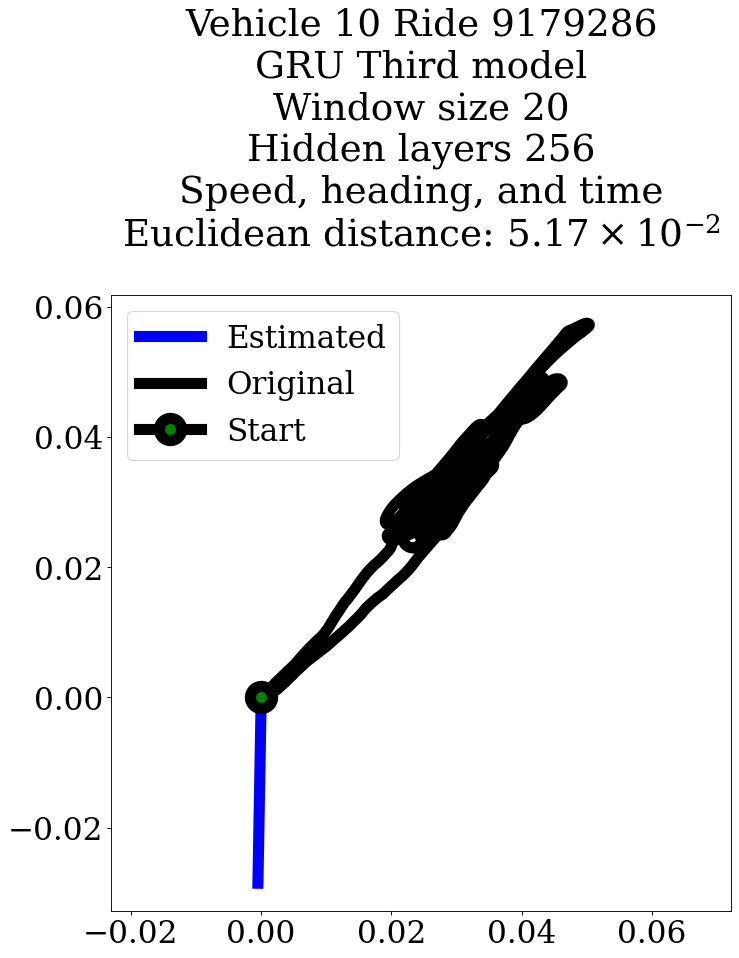 Vehicle 10 Ride 9179286
GRU Third model
Window size 20
Hidden layers 256
Speed, heading, and time
Euclidean distance: 5.17 × 10⁻²
0.06
Estimated
Original
Start
0.04
0.02
0.00
−0.02
−0.02 0.00 0.02 0.04 0.06